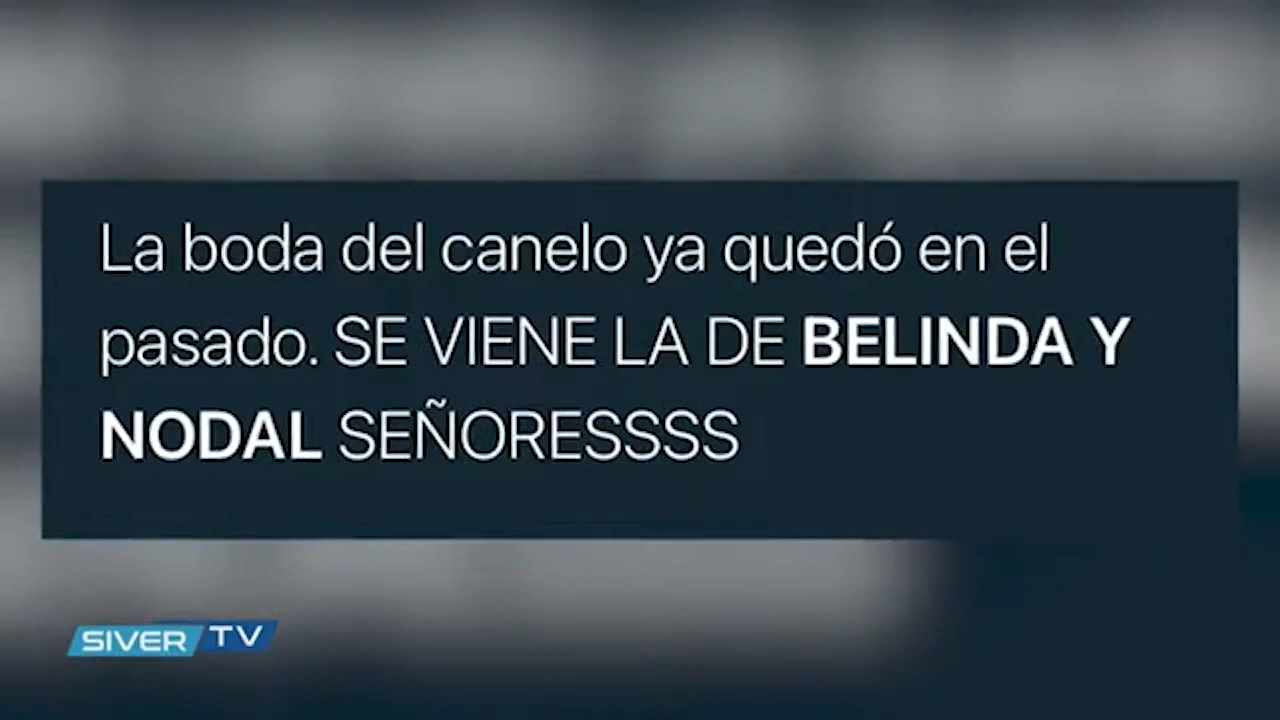 La boda del canelo ya quedó en el
pasado. SE VIENE LA DE BELINDA Y
NODAL SEÑORESSSS
SIVER TV